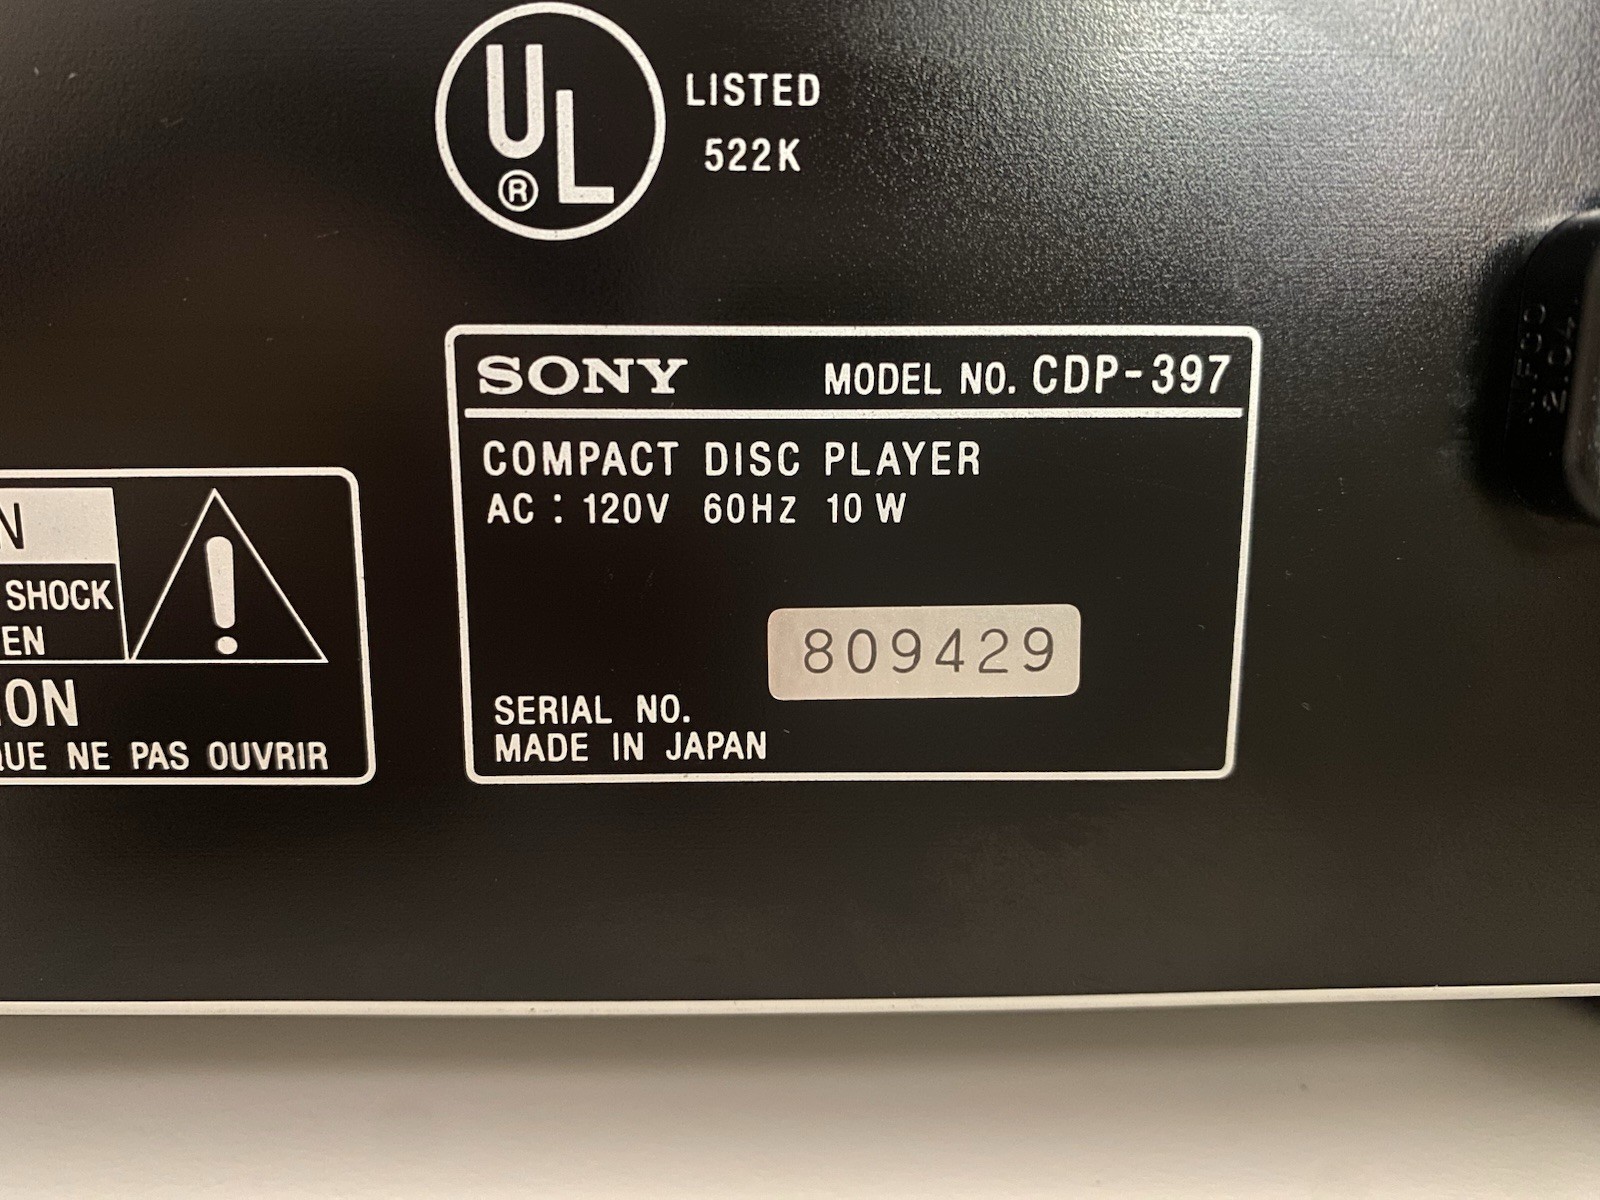 UL
®
LISTED
522K
SONY MODEL NO. CDP-397
COMPACT DISC PLAYER
AC : 120V 60Hz 10 W
809429
SERIAL NO.
MADE IN JAPAN
N
SHOCK
EN
!
ION
QUE NE PAS OUVRIR